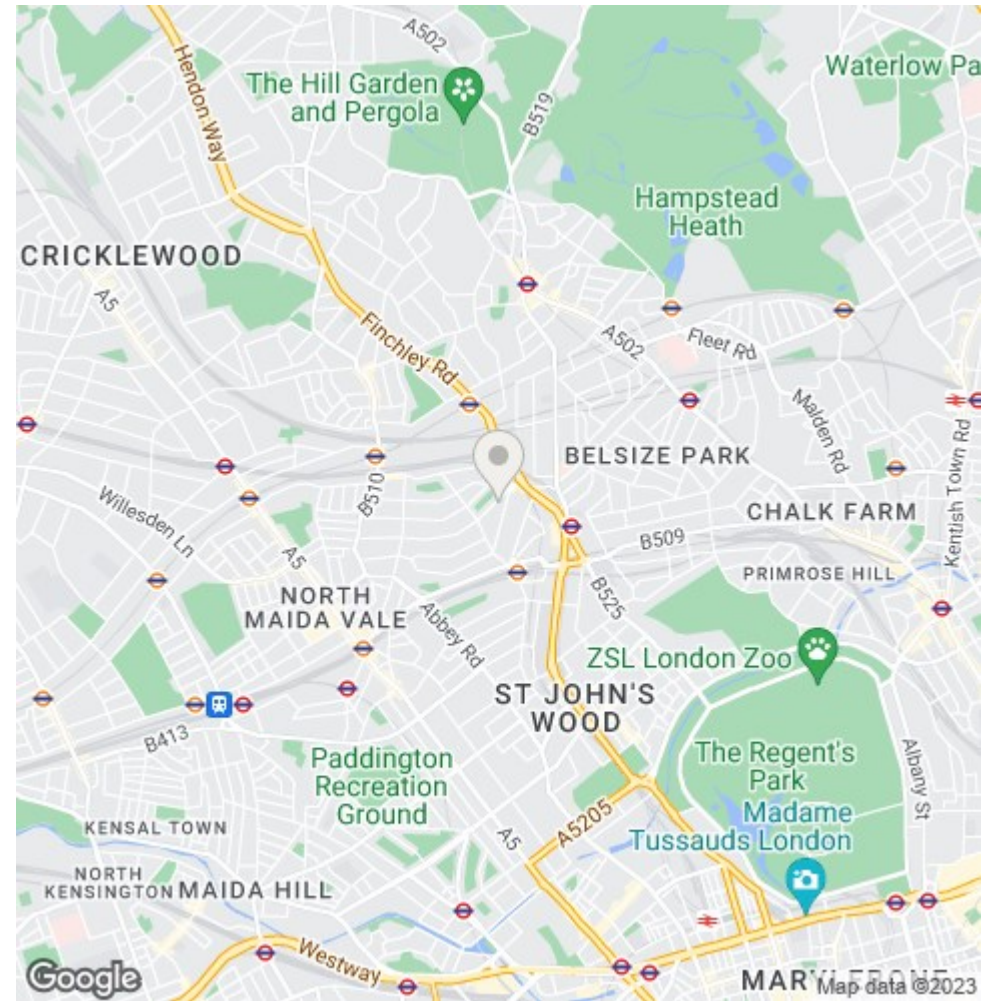 A502
The Hill Garden
and Pergola
Waterlow Pa
Hendon Way
B519
Hampstead
Heath
CRICKLEWOOD
A5
Finchley Rd
A502
Fleet Rd
Malden Rd
BELSIZE PARK
Kentish Town Rd
B510
Willesden Ln
CHALK FARM
A5
B509
PRIMROSE HILL
NORTH
MAIDA VALE
Abbey Rd
B525
ZSL London Zoo
ST JOHN'S
WOOD
B413
Paddington
Recreation
Ground
The Regent's
Park
Albany St
Madame
Tussauds London
A5205
A5
KENSAL TOWN
NORTH
KENSINGTON
MAIDA HILL
Westway
Google
MARYLEBONE
Map data ©2023